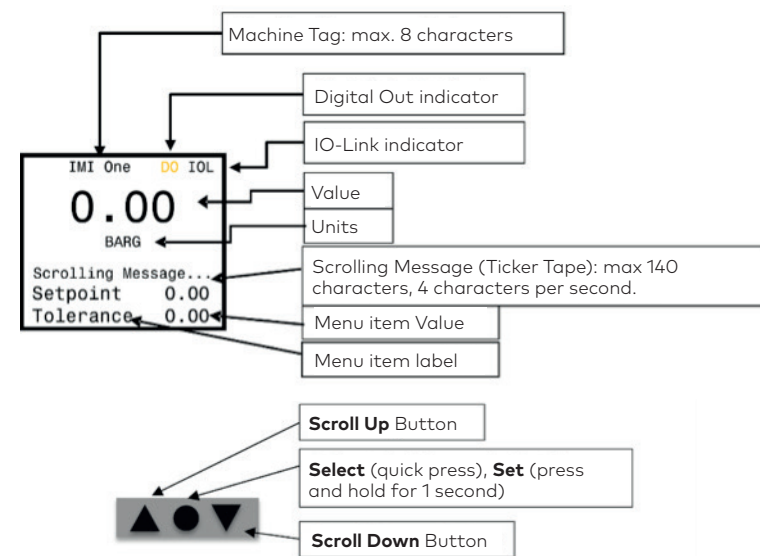 Machine Tag: max. 8 characters
Digital Out indicator
IO-Link indicator
IMI One DO IOL
0.00
Value
BARG
Units
Scrolling Message...
Scrolling Message (Ticker Tape): max 140
characters, 4 characters per second.
Setpoint 0.00
Tolerance 0.00
Menu item Value
Menu item label
Scroll Up Button
Select (quick press), Set (press
and hold for 1 second)
Scroll Down Button